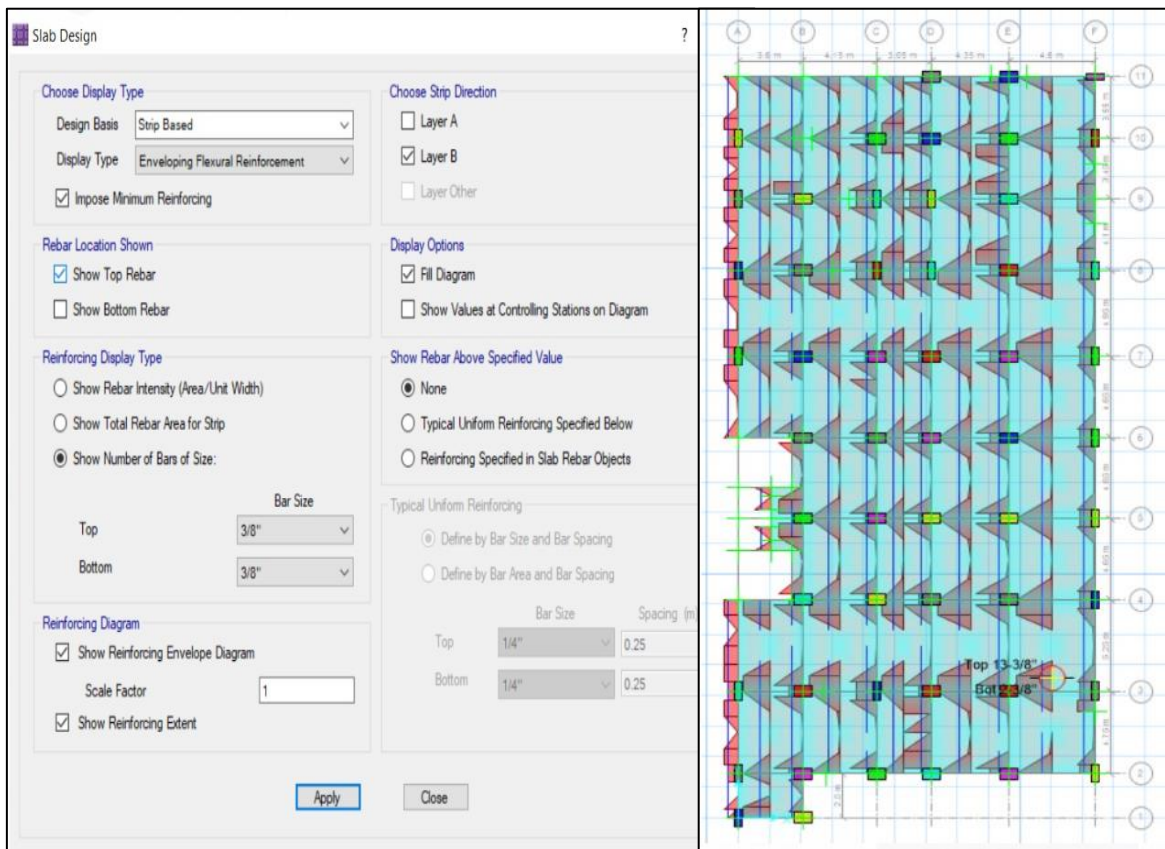 Slab Design
?
Choose Display Type
Design Basis
Strip Based
Display Type
Enveloping Flexural Reinforcement
Impose Minimum Reinforcing
Rebar Location Shown
Show Top Rebar
Show Bottom Rebar
Reinforcing Display Type
Show Rebar Intensity (Area/Unit Width)
Show Total Rebar Area for Strip
Show Number of Bars of Size:
Bar Size
Top
3/8"
Bottom
3/8"
Reinforcing Diagram
Show Reinforcing Envelope Diagram
Scale Factor
1
Show Reinforcing Extent
Apply
Close
Choose Strip Direction
Layer A
Layer B
Layer Other
Display Options
Fill Diagram
Show Values at Controlling Stations on Diagram
Show Rebar Above Specified Value
None
Typical Uniform Reinforcing Specified Below
Reinforcing Specified in Slab Rebar Objects
Typical Uniform Reinforcing
Define by Bar Size and Bar Spacing
Define by Bar Area and Bar Spacing
Bar Size
Spacing (m)
Top
1/4"
0.25
Bottom
1/4"
0.25
A B C D E F
11
10
9
8
7
6
5
4
Top 13-3/8"
3
2
2.0 m
1